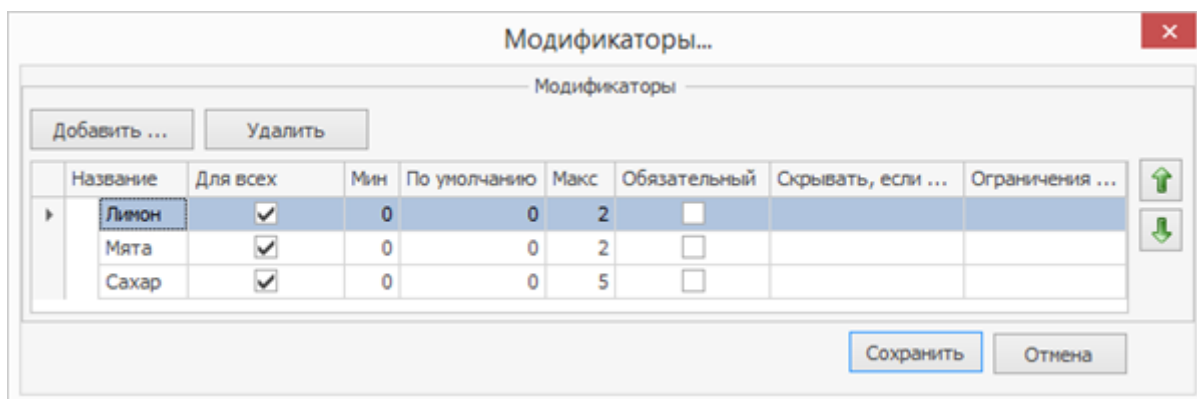 Модификаторы...
Модификаторы
Добавить ... Удалить
Название Для всех Мин По умолчанию Макс Обязательный Скрывать, если ... Ограничения ...
Лимон 0 0 2
Мята 0 0 2
Сахар 0 0 5
Сохранить Отмена